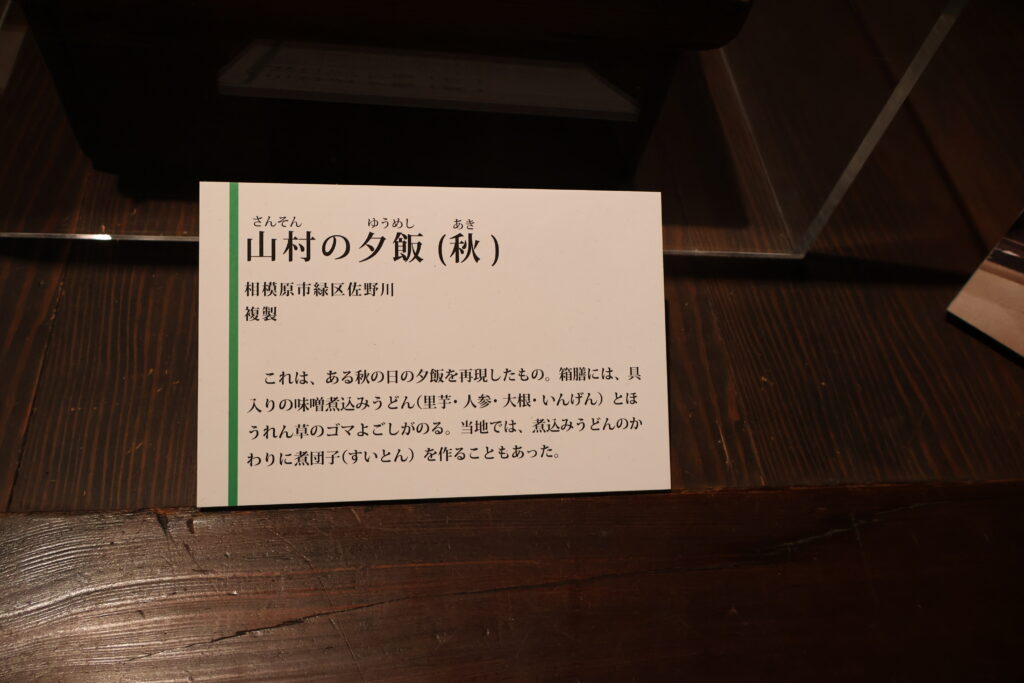 さんそん ゆうめし あき
山村の夕飯(秋)
相模原市緑区佐野川
複製
これは、ある秋の日の夕飯を再現したもの。箱膳には、具
入りの味噌煮込みうどん(里芋・人参・大根・いんげん)とほ
うれん草のゴマよごしがのる。当地では、煮込みうどんのか
わりに煮団子(すいとん)を作ることもあった。